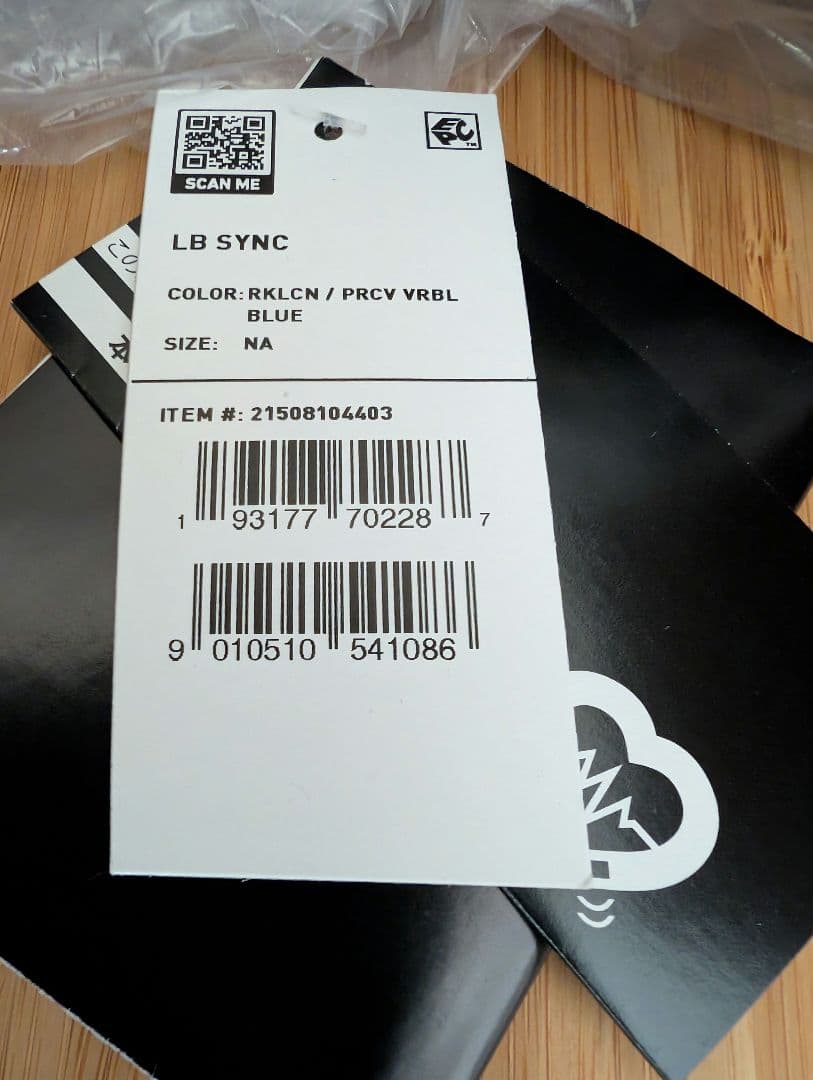 SCAN ME
EPC™
LB SYNC
COLOR: RKLCN / PRCV VRBL
BLUE
SIZE: NA
ITEM #: 21508104403
1 93177 70228 7
9 010510 541086